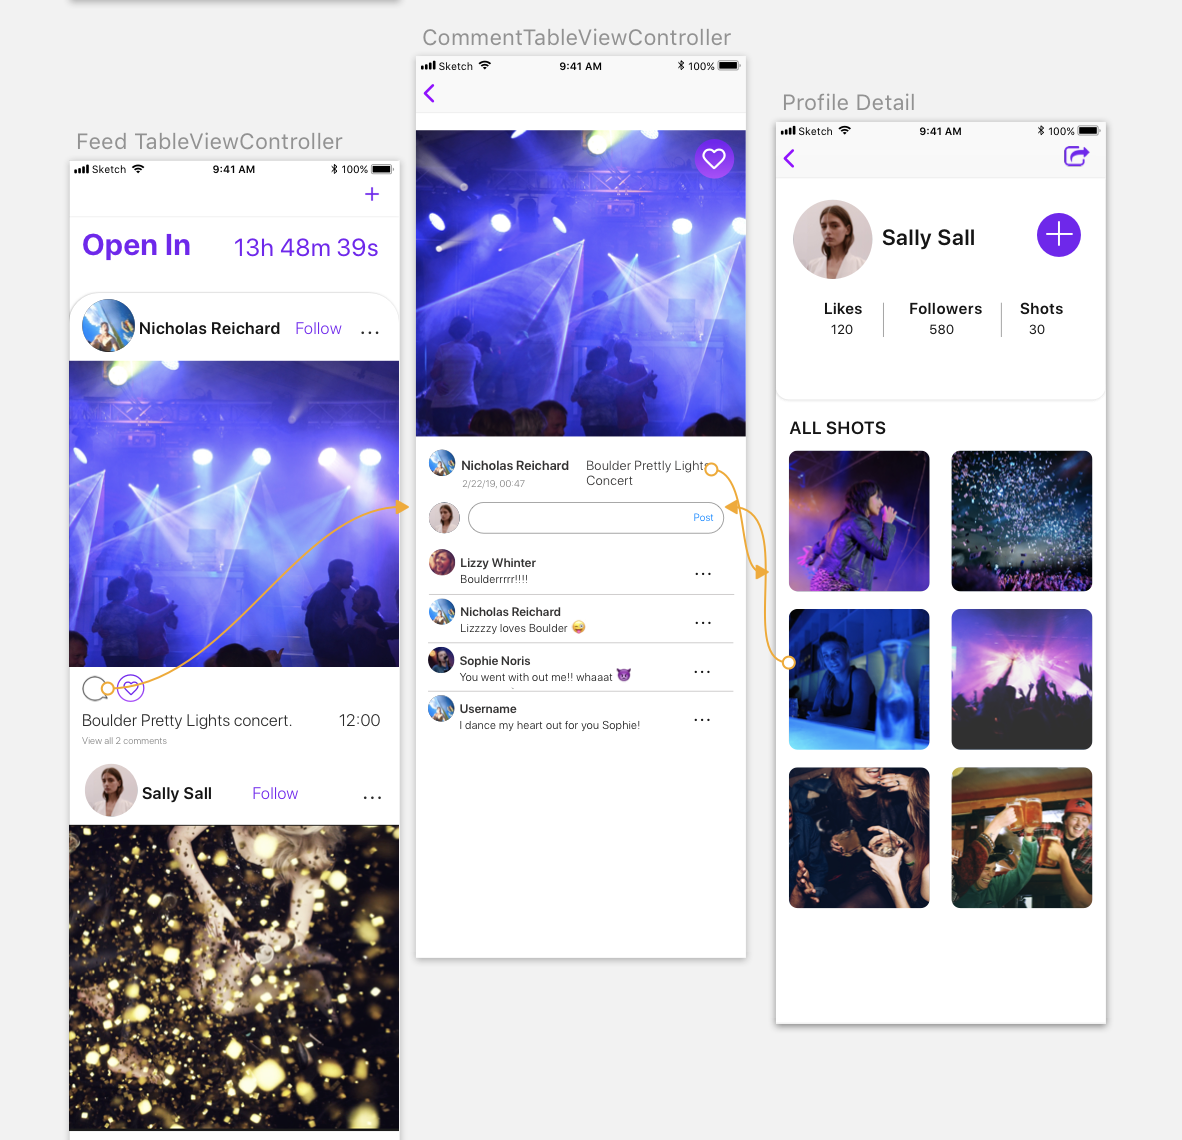 Feed TableViewController
Sketch 9:41 AM 100%
+
Open In 13h 48m 39s
Nicholas Reichard Follow ...
Boulder Pretty Lights concert. 12:00
View all 2 comments
Sally Sall Follow ...
CommentTableViewController
Sketch 9:41 AM 100%
Nicholas Reichard Boulder Prettly Lights
2/22/19, 00:47 Concert
Post
Lizzy Whinter
Boulderrrrr!!!! ...
Nicholas Reichard
Lizzzzy loves Boulder 😜 ...
Sophie Noris
You went with out me!! whaaat 😈 ...
Username
I dance my heart out for you Sophie! ...
Profile Detail
Sketch 9:41 AM 100%
Sally Sall
Likes Followers Shots
120 580 30
ALL SHOTS